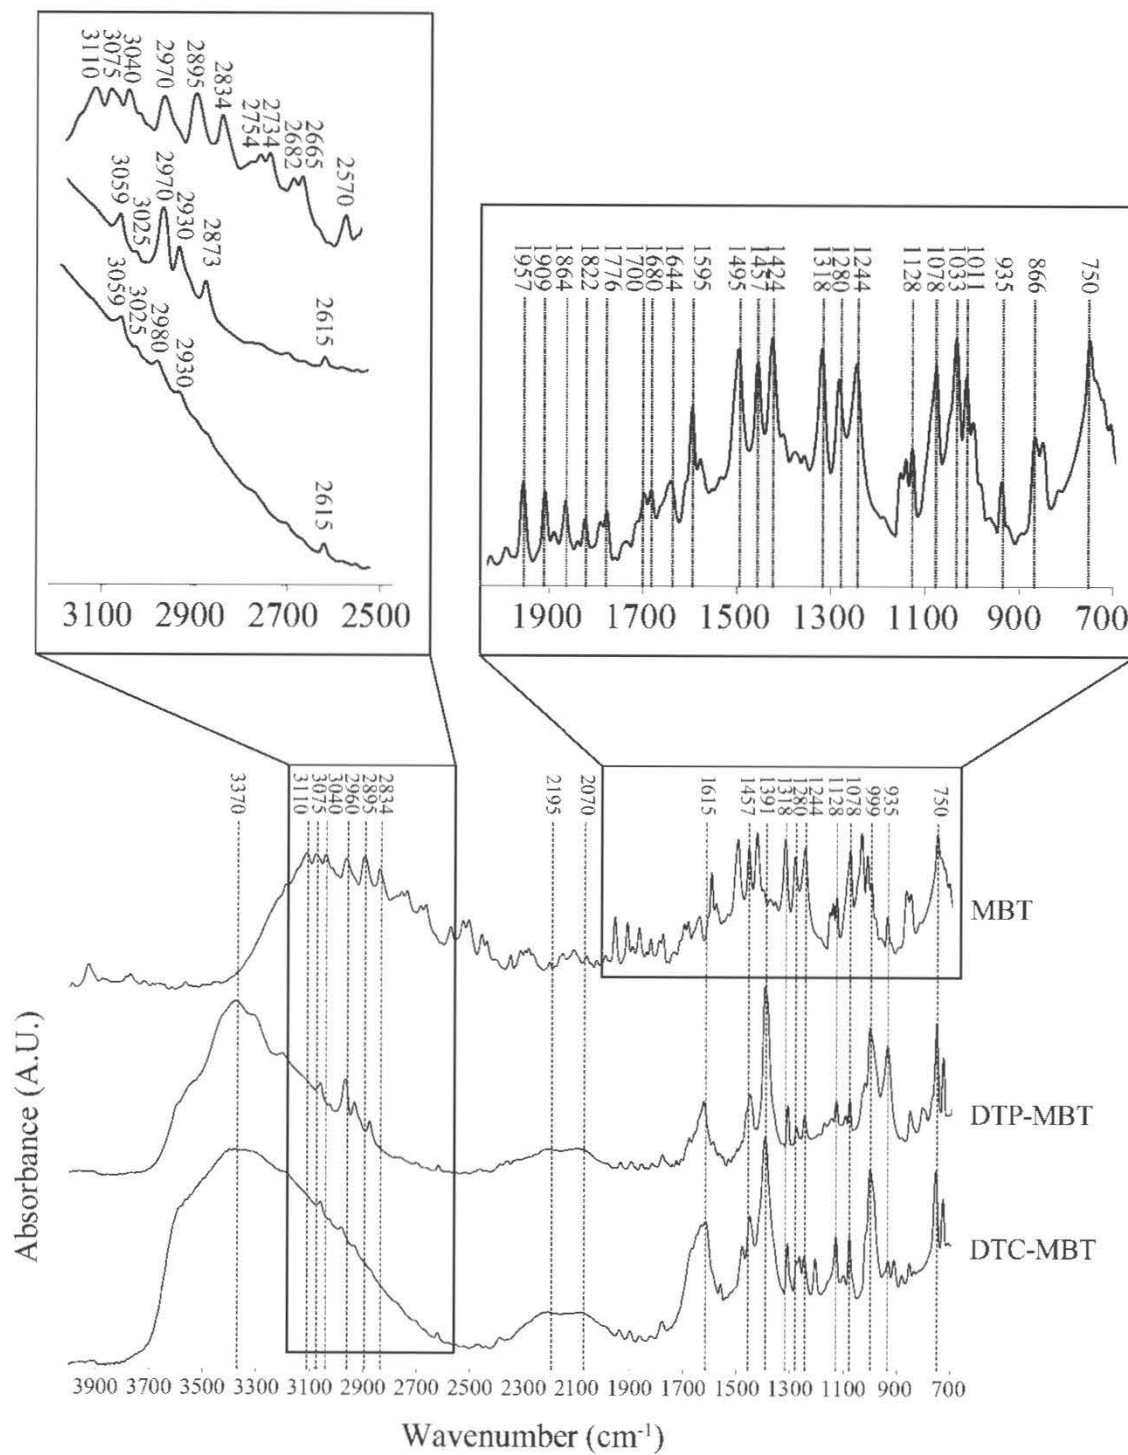 3110 3075 3040 2970 2895 2834 2754 2734 2682 2665 2570
3059 3025 2970 2930 2873 2615
3059 3025 2980 2930 2615
3100 2900 2700 2500
1957 1909 1864 1822 1776 1700 1680 1644 1595 1495 1457 1424 1318 1280 1244 1128 1078 1033 1011 935 866 750
1900 1700 1500 1300 1100 900 700
3370 3110 3075 3040 2960 2895 2834 2195 2070 1615 1457 1391 1318 1280 1244 1128 1078 999 935 750
MBT
DTP-MBT
DTC-MBT
Absorbance (A.U.)
3900 3700 3500 3300 3100 2900 2700 2500 2300 2100 1900 1700 1500 1300 1100 900 700
Wavenumber (cm⁻¹)